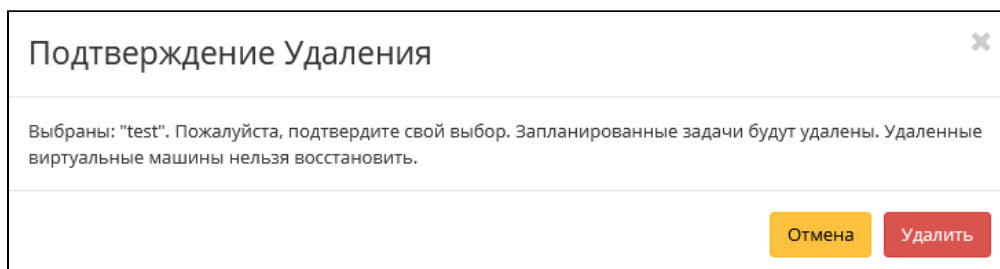 Подтверждение Удаления
Выбраны: "test". Пожалуйста, подтвердите свой выбор. Запланированные задачи будут удалены. Удаленные
виртуальные машины нельзя восстановить.
Отмена Удалить